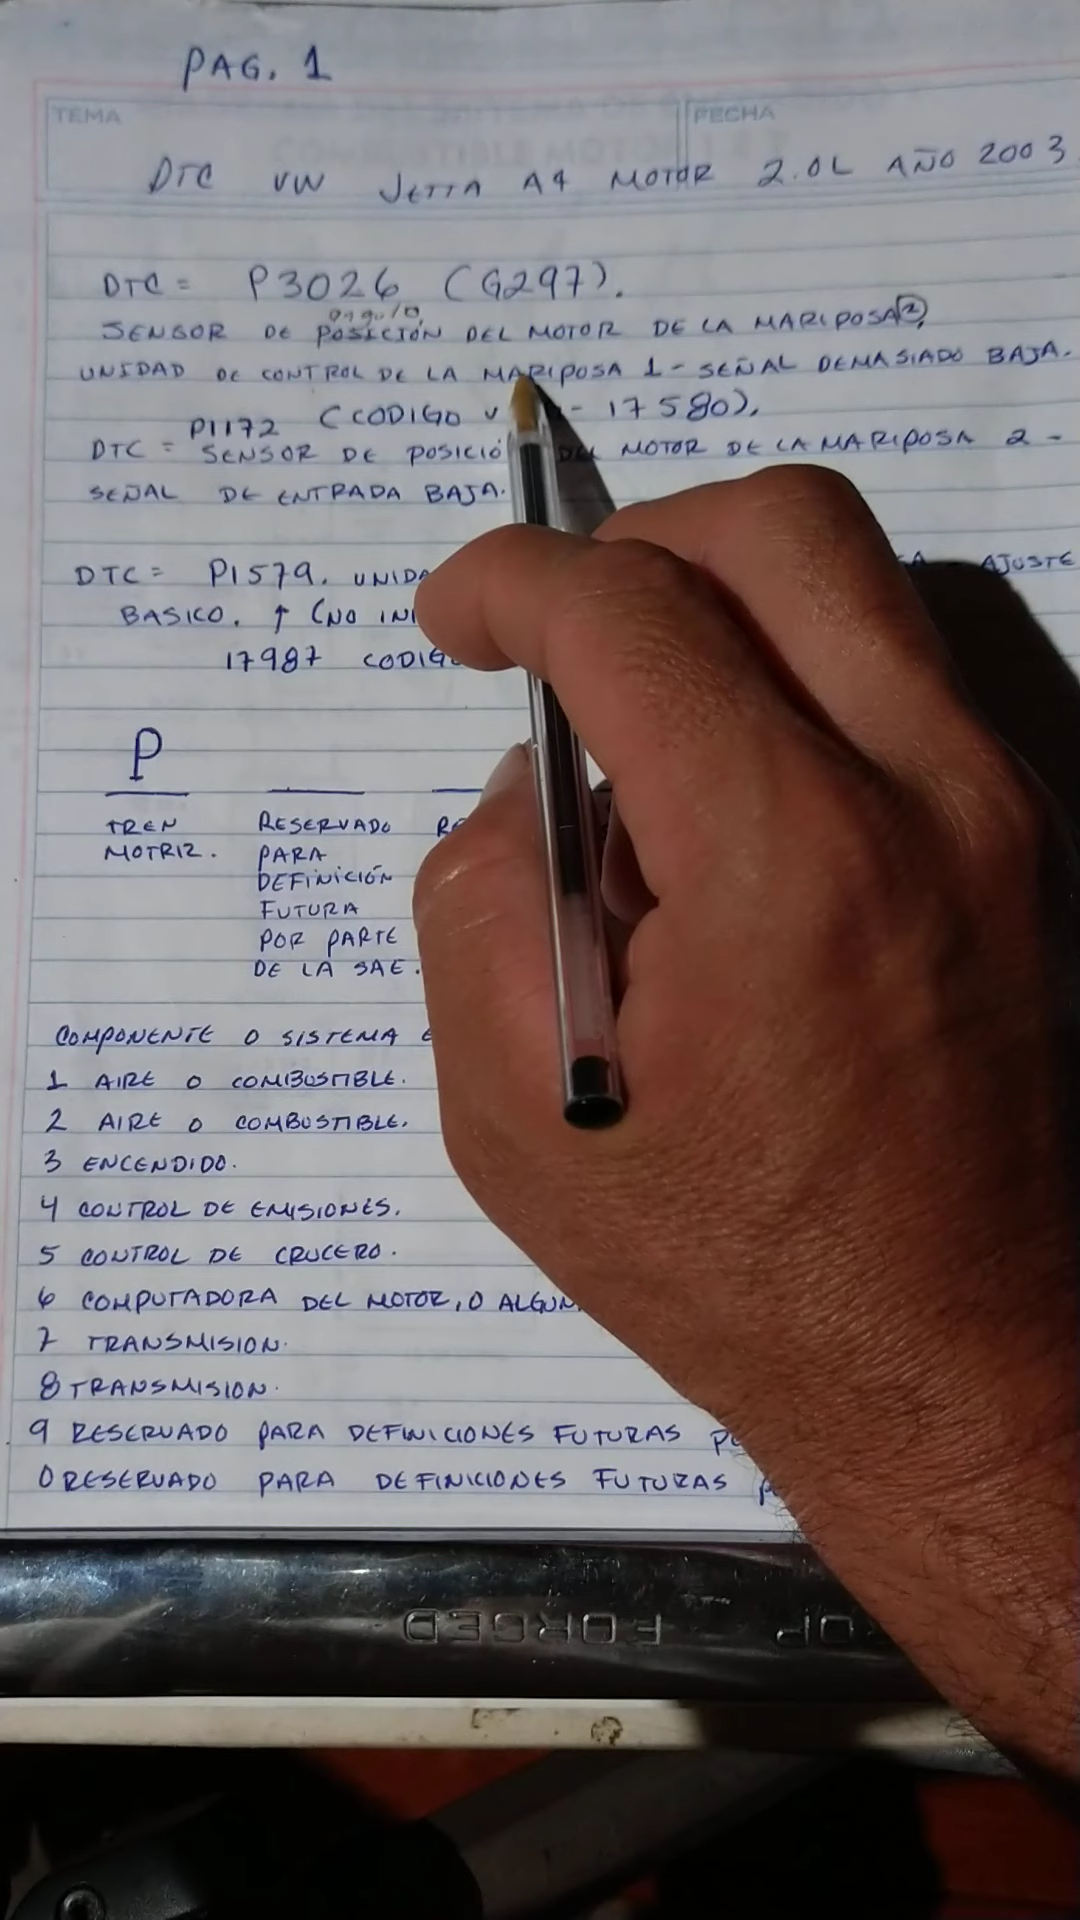 PAG. 1
TEMA
FECHA
DTC VW JETTA A4 MOTOR 2.0L AÑO 2003
DTC = P3026 (G297).
angulo
SENSOR DE POSICIÓN DEL MOTOR DE LA MARIPOSA 2,
UNIDAD DE CONTROL DE LA MARIPOSA 1 - SEÑAL DEMASIADO BAJA.
P1172 (CODIGO V - 17580).
DTC = SENSOR DE POSICIÓ DEL MOTOR DE LA MARIPOSA 2 -
SEÑAL DE ENTRADA BAJA.
DTC = P1579. UNIDA - AJUSTE
BASICO. ↑ (NO INI
17987 CODIGO
P
TREN MOTRIZ.
RESERVADO PARA DEFINICIÓN FUTURA POR PARTE DE LA SAE.
COMPONENTE O SISTEMA
1 AIRE O COMBUSTIBLE.
2 AIRE O COMBUSTIBLE.
3 ENCENDIDO.
4 CONTROL DE EMISIONES.
5 CONTROL DE CRUCERO.
6 COMPUTADORA DEL MOTOR, O ALGUN
7 TRANSMISION.
8 TRANSMISION.
9 RESERVADO PARA DEFINICIONES FUTURAS
0 RESERVADO PARA DEFINICIONES FUTURAS
DROP FORGED